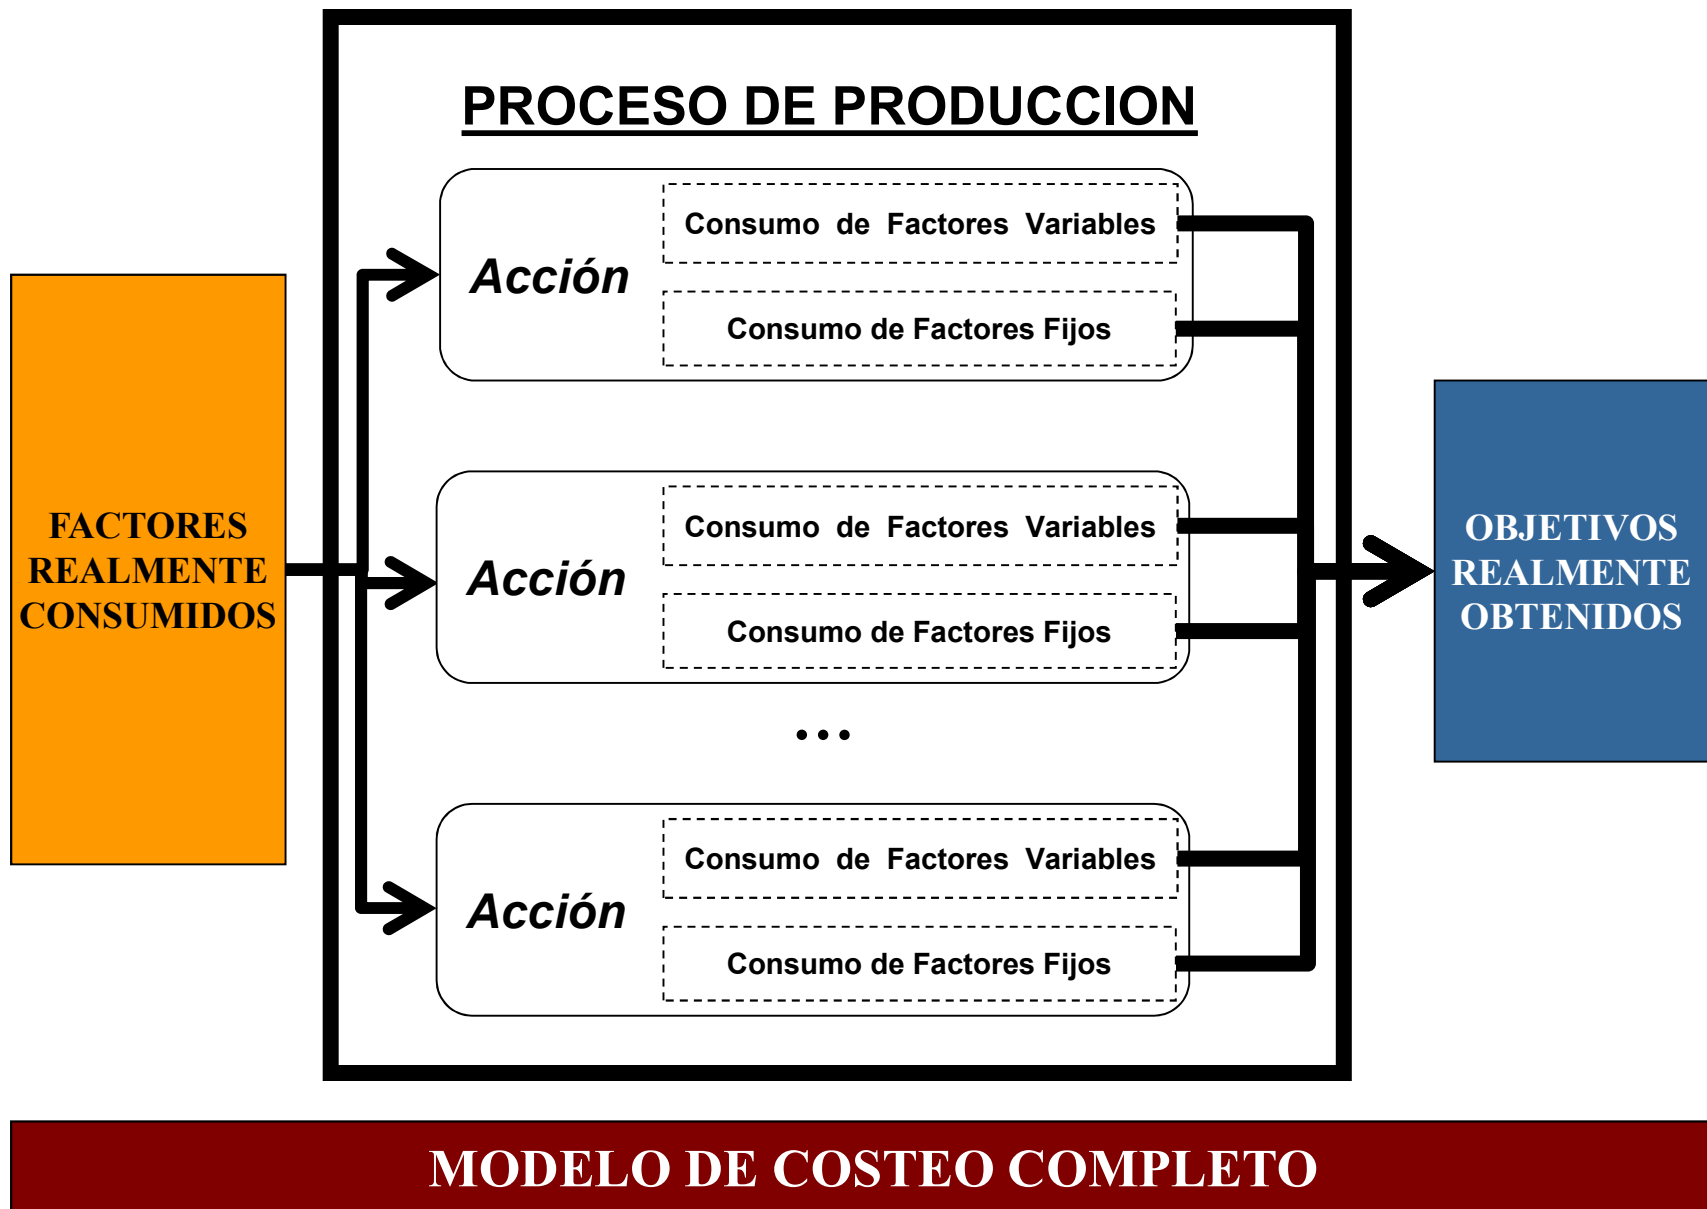 PROCESO DE PRODUCCION
Consumo de Factores Variables
Acción
Consumo de Factores Fijos
FACTORES
REALMENTE
CONSUMIDOS
Consumo de Factores Variables
Acción
Consumo de Factores Fijos
...
Consumo de Factores Variables
Acción
Consumo de Factores Fijos
OBJETIVOS
REALMENTE
OBTENIDOS
MODELO DE COSTEO COMPLETO